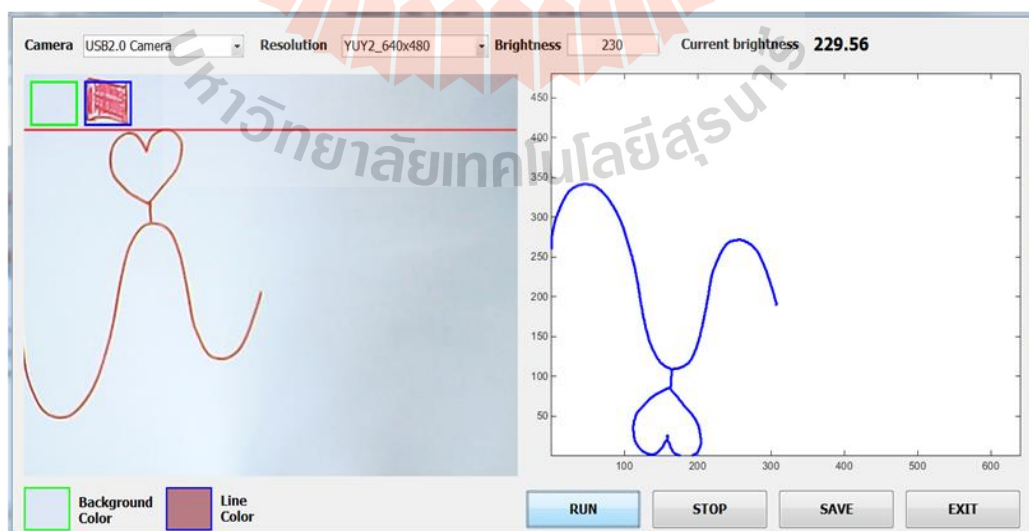 Camera USB2.0 Camera Resolution YUY2_640x480 Brightness 230 Current brightness 229.56
มหาวิทยาลัยเทคโนโลยีสุรนารี
450
400
350
300
250
200
150
100
50
100 200 300 400 500 600
Background Color
Line Color
RUN STOP SAVE EXIT